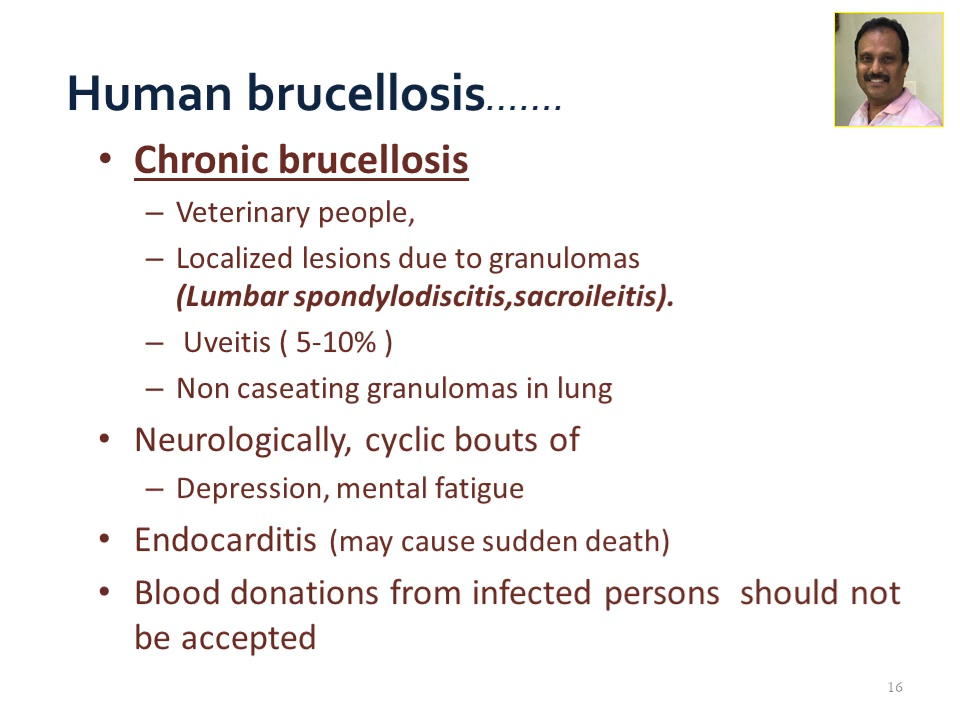 Human brucellosis.......
• Chronic brucellosis
– Veterinary people,
– Localized lesions due to granulomas
(Lumbar spondylodiscitis,sacroileitis).
– Uveitis ( 5-10% )
– Non caseating granulomas in lung
• Neurologically, cyclic bouts of
– Depression, mental fatigue
• Endocarditis (may cause sudden death)
• Blood donations from infected persons should not
be accepted
16